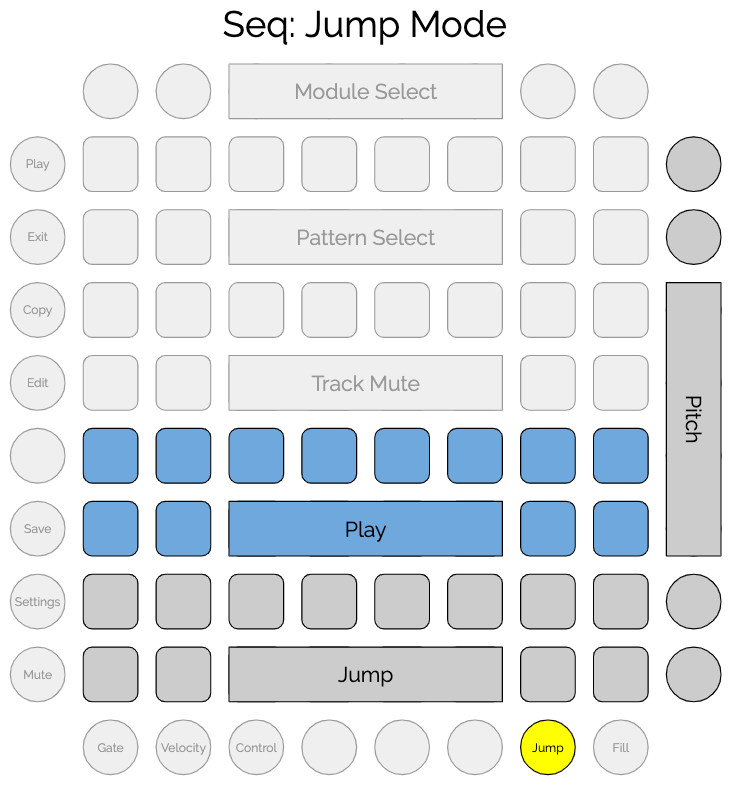 Seq: Jump Mode
Module Select
Play
Exit
Pattern Select
Copy
Edit
Track Mute
Pitch
Save
Play
Settings
Mute
Jump
Gate
Velocity
Control
Jump
Fill